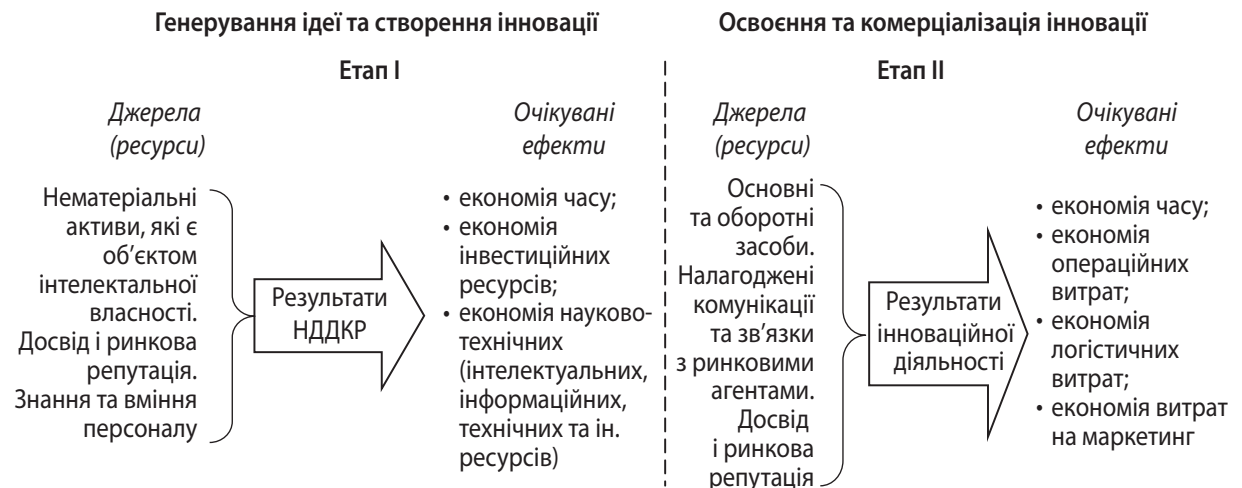 Генерування ідеї та створення інновації
Етап I
Джерела
(ресурси)
Нематеріальні
активи, які є
об’єктом
інтелектальної
власності.
Досвід і ринкова
репутація.
Знання та вміння
персоналу
Результати
НДДКР
Очікувані
ефекти
• економія часу;
• економія
інвестиційних
ресурсів;
• економія науково-
технічних
(інтелектуальних,
інформаційних,
технічних та ін.
ресурсів)
Освоєння та комерціалізація інновації
Етап II
Джерела
(ресурси)
Основні
та оборотні
засоби.
Налагоджені
комунікації
та зв’язки
з ринковими
агентами.
Досвід
і ринкова
репутація
Результати
інноваційної
діяльності
Очікувані
ефекти
• економія часу;
• економія
операційних
витрат;
• економія
логістичних
витрат;
• економія витрат
на маркетинг